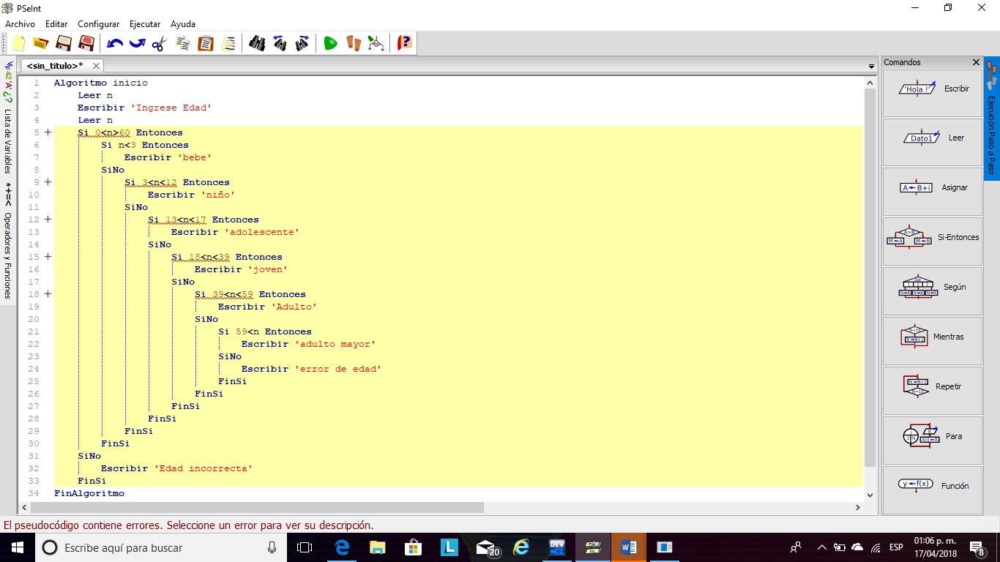 PSeInt
Archivo Editar Configurar Ejecutar Ayuda
<sin_titulo>*
Comandos
1 Algoritmo inicio
2 Leer n
3 Escribir 'Ingrese Edad'
4 Leer n
5 Si 0<n>60 Entonces
6 Si n<3 Entonces
7 Escribir 'bebe'
8 SiNo
9 Si 3<n<12 Entonces
10 Escribir 'niño'
11 SiNo
12 Si 13<n<17 Entonces
13 Escribir 'adolescente'
14 SiNo
15 Si 18<n<39 Entonces
16 Escribir 'joven'
17 SiNo
18 Si 39<n<59 Entonces
19 Escribir 'Adulto'
20 SiNo
21 Si 59<n Entonces
22 Escribir 'adulto mayor'
23 SiNo
24 Escribir 'error de edad'
25 FinSi
26 FinSi
27 FinSi
28 FinSi
29 FinSi
30 FinSi
31 SiNo
32 Escribir 'Edad incorrecta'
33 FinSi
34 FinAlgoritmo
Lista de Variables
*+=< Operadores y Funciones
'Hola !' Escribir
Dato1 Leer
A←B+i Asignar
A>B M←A M←B Si-Entonces
1 2 3 N←A N←A N←A Según
N<10 N←N+1 Mientras
N←N+1 N=10 Repetir
Para
y←f(x) Función
Ejecución Paso a Paso
El pseudocódigo contiene errores. Seleccione un error para ver su descripción.
Escribe aquí para buscar
L
20
DEV
ESP
01:06 p. m.
17/04/2018
8